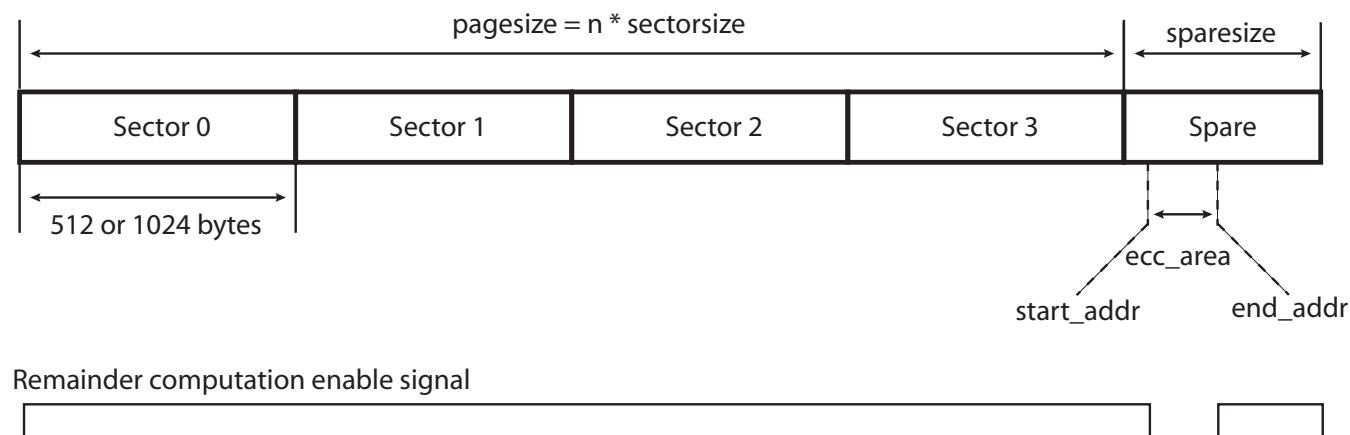 pagesize = n * sectorsize
sparesize
Sector 0
Sector 1
Sector 2
Sector 3
Spare
512 or 1024 bytes
ecc_area
start_addr
end_addr
Remainder computation enable signal